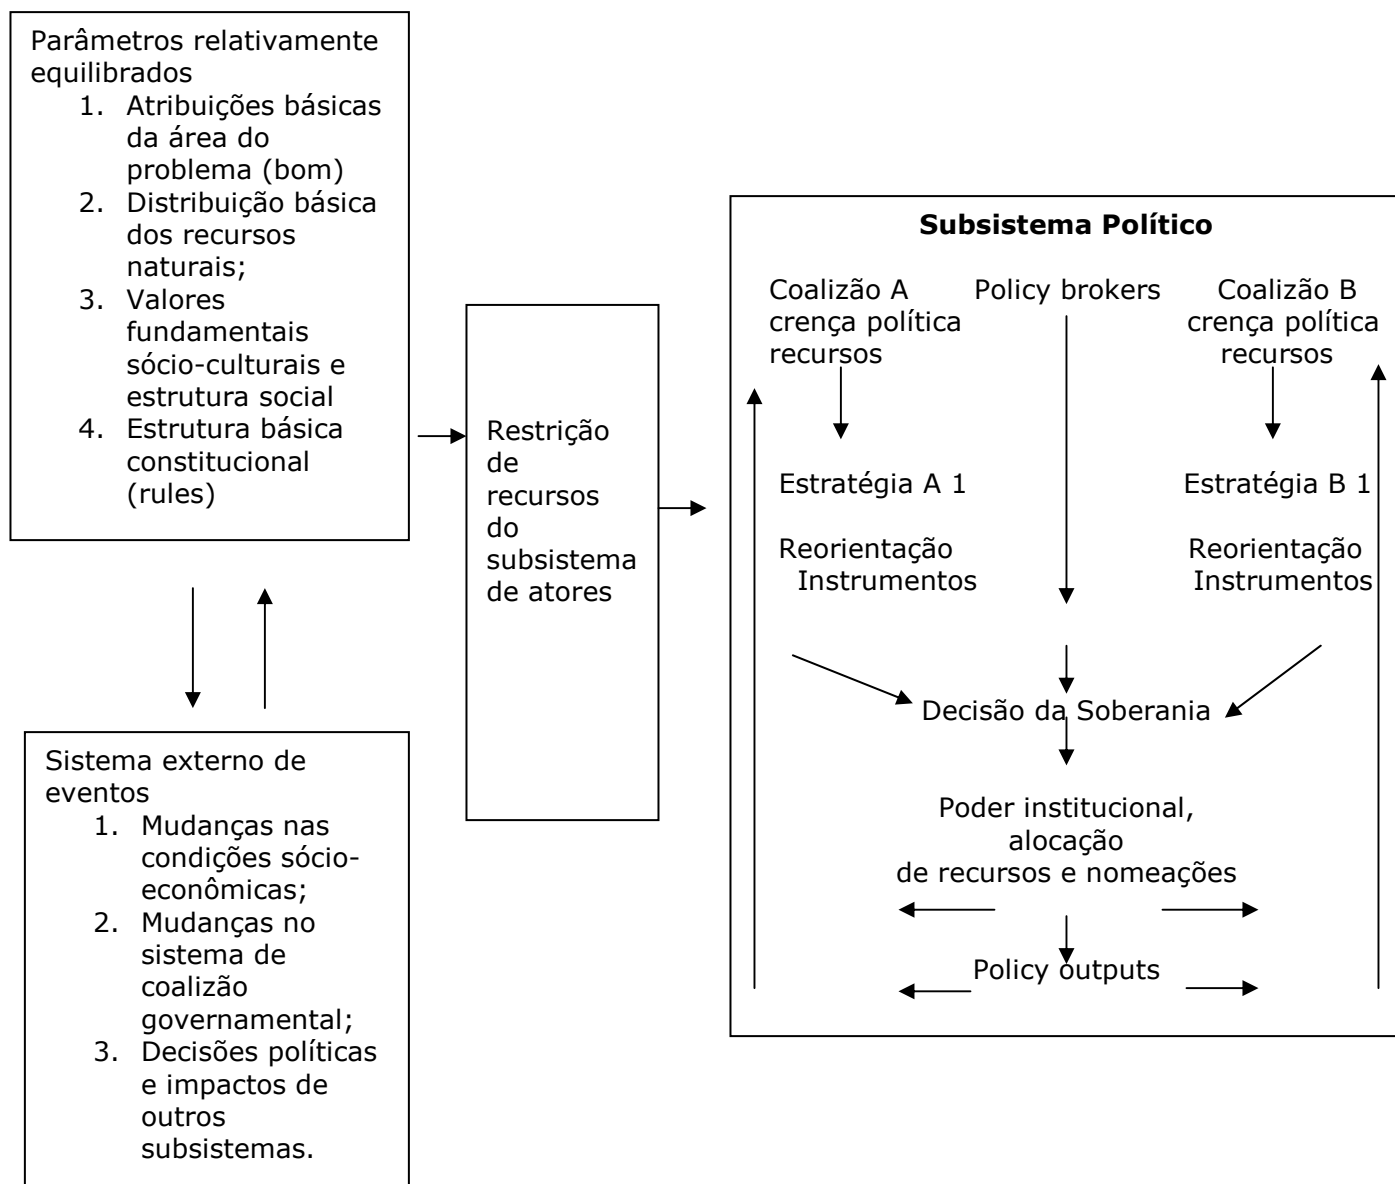 Parâmetros relativamente
equilibrados
1. Atribuições básicas
da área do
problema (bom)
2. Distribuição básica
dos recursos
naturais;
3. Valores
fundamentais
sócio-culturais e
estrutura social
4. Estrutura básica
constitucional
(rules)
Sistema externo de
eventos
1. Mudanças nas
condições sócio-
econômicas;
2. Mudanças no
sistema de
coalizão
governamental;
3. Decisões políticas
e impactos de
outros
subsistemas.
Restrição
de
recursos
do
subsistema
de atores
Subsistema Político
Coalizão A
crença política
recursos
Estratégia A 1
Reorientação
Instrumentos
Policy brokers
Coalizão B
crença política
recursos
Estratégia B 1
Reorientação
Instrumentos
Decisão da Soberania
Poder institucional,
alocação
de recursos e nomeações
Policy outputs